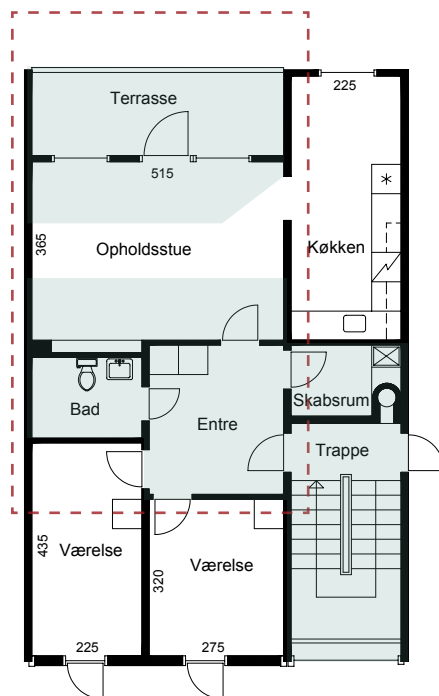 Terrasse
225
515
365
Opholdsstue
Køkken
Bad
Skabsrum
Entre
Trappe
435
Værelse
320
Værelse
225
275